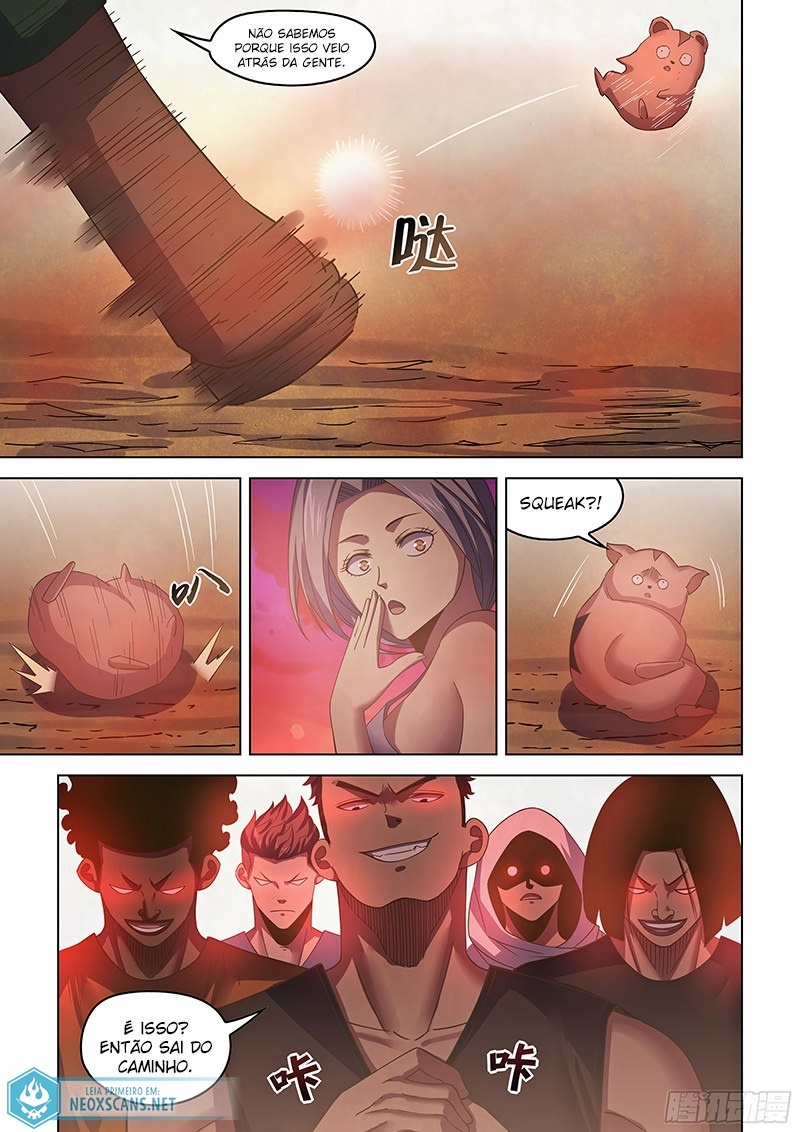 NÃO SABEMOS
PORQUE ISSO VEIO
ATRÁS DA GENTE.
哒
叭
SQUEAK?!
É ISSO?
ENTÃO SAI DO
CAMINHO.
咔
咔
LEIA PRIMEIRO EM:
NEOXSCANS.NET
腾讯动漫